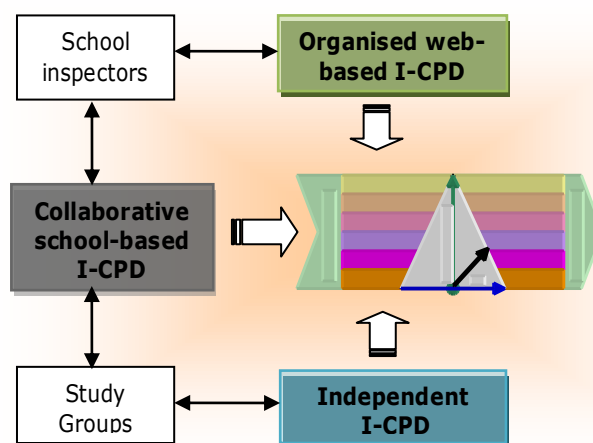 School
inspectors
Organised web-
based I-CPD
Collaborative
school-based
I-CPD
Study
Groups
Independent
I-CPD